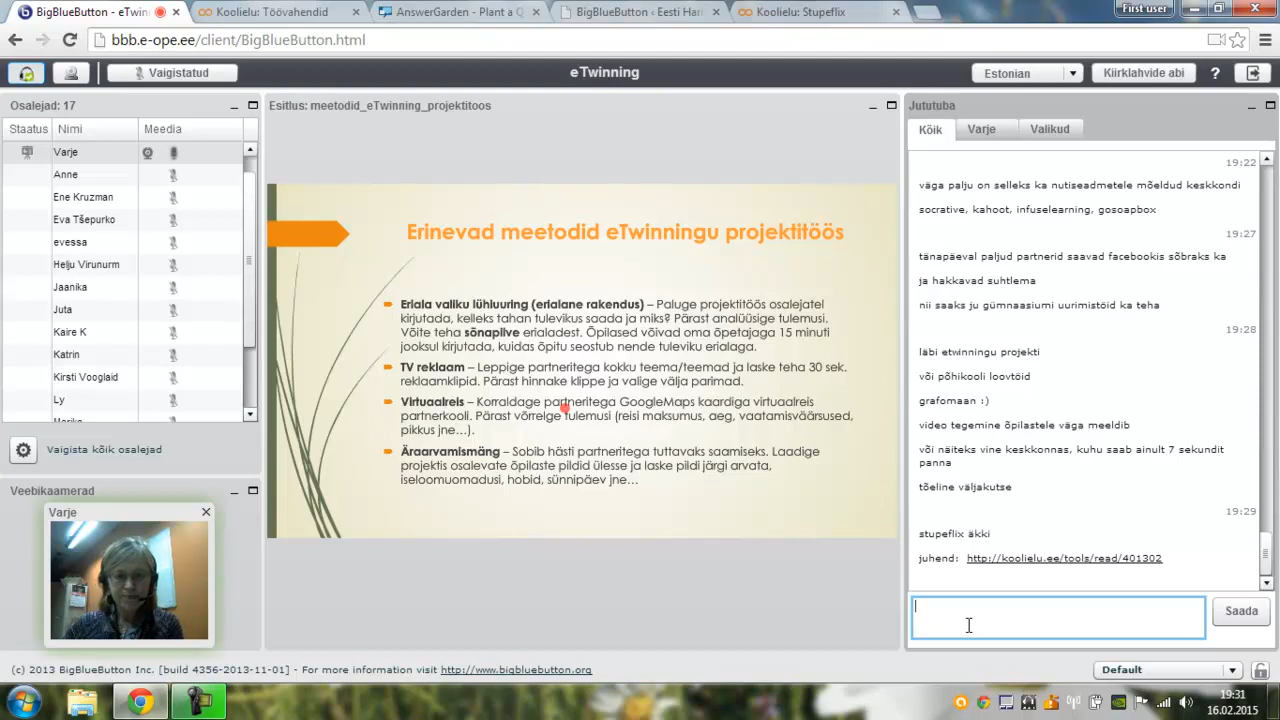 BigBlueButton - eTwin
Koolielu: Töövahendid
AnswerGarden - Plant a Q
BigBlueButton ‹ Eesti Har
Koolielu: Stupeflix
First user
bbb.e-ope.ee/client/BigBlueButton.html
Vaigistatud
eTwinning
Estonian
Kiirklahvide abi
?
Osalejad: 17
Staatus Nimi Meedia
Varje
Anne
Ene Kruzman
Eva Tšepurko
evessa
Helju Virunurm
Jaanika
Juta
Kaire K
Katrin
Kirsti Vooglaid
Ly
Vaigista kõik osalejad
Veebikaamerad
Varje
Esitlus: meetodid_eTwinning_projektitoos
Erinevad meetodid eTwinningu projektitöös
Eriala valiku lühiuuring (erialane rakendus) – Paluge projektitöös osalejatel
kirjutada, kelleks tahan tulevikus saada ja miks? Pärast analüüsige tulemusi.
Võite teha sõnapilve erialadest. Õpilased võivad oma õpetajaga 15 minuti
jooksul kirjutada, kuidas õpitu seostub nende tuleviku erialaga.
TV reklaam – Leppige partneritega kokku teema/teemad ja laske teha 30 sek.
reklaamklipid. Pärast hinnake klippe ja valige välja parimad.
Virtuaalreis – Korraldage partneritega GoogleMaps kaardiga virtuaalreis
partnerkooli. Pärast võrrelge tulemusi (reisi maksumus, aeg, vaatamisväärsused,
pikkus jne…).
Äraarvamismäng – Sobib hästi partneritega tuttavaks saamiseks. Laadige
projektis osalevate õpilaste pildid ülesse ja laske pildi järgi arvata,
iseloomuomadusi, hobid, sünnipäev jne…
Jututuba
Kõik Varje Valikud
19:22
väga palju on selleks ka nutiseadmetele mõeldud keskkondi
socrative, kahoot, infuselearning, gosoapbox
19:27
tänapäeval paljud partnerid saavad facebookis sõbraks ka
ja hakkavad suhtlema
nii saaks ju gümnaasiumi uurimistöid ka teha
19:28
läbi etwinningu projekti
või põhikooli loovtöid
grafomaan :)
video tegemine õpilastele väga meeldib
või näiteks vine keskkonnas, kuhu saab ainult 7 sekundit
panna
tõeline väljakutse
19:29
stupeflix äkki
juhend: http://koolielu.ee/tools/read/401302
Saada
(c) 2013 BigBlueButton Inc. [build 4356-2013-11-01] - For more information visit http://www.bigbluebutton.org
Default
19:31
16.02.2015